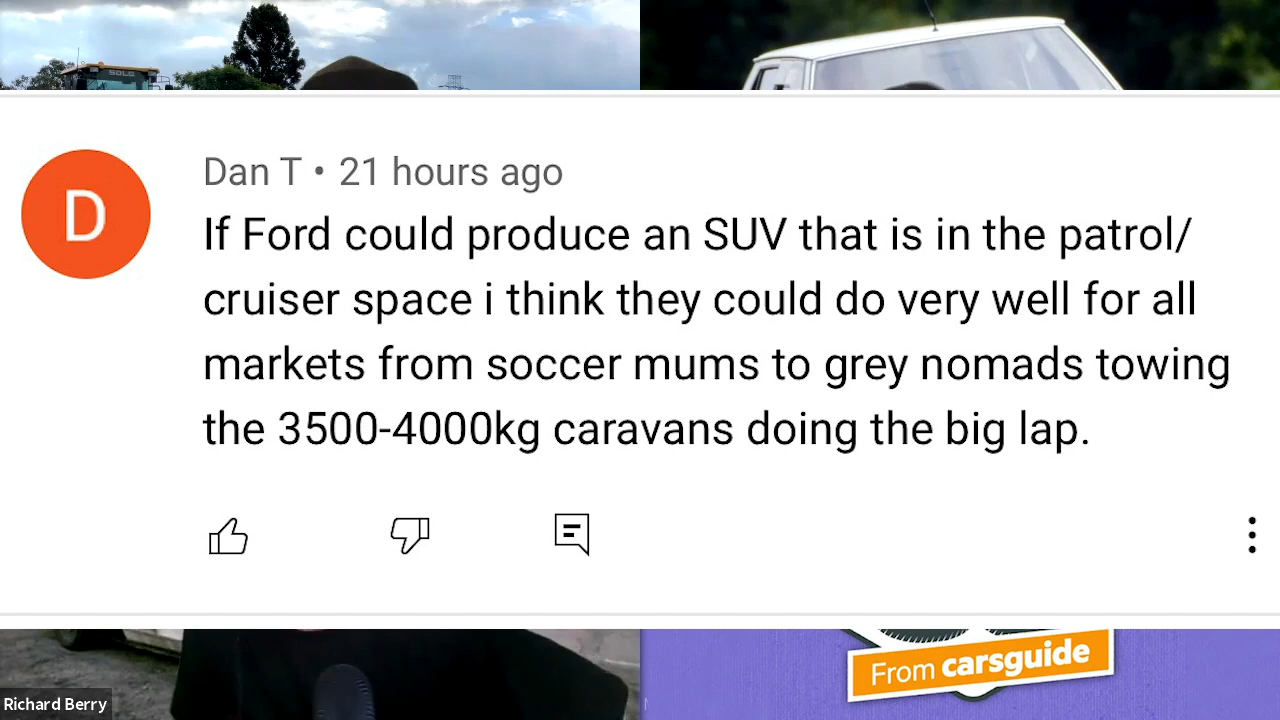 SOLO
D
Dan T • 21 hours ago
If Ford could produce an SUV that is in the patrol/
cruiser space i think they could do very well for all
markets from soccer mums to grey nomads towing
the 3500-4000kg caravans doing the big lap.
From carsguide
Richard Berry